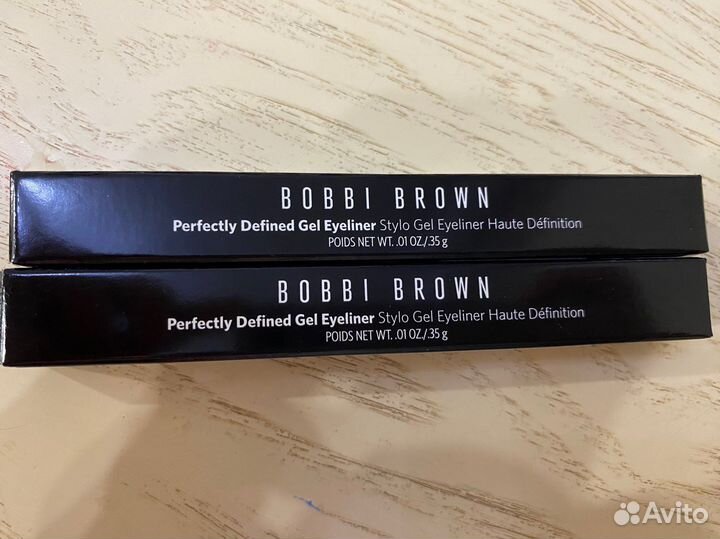 BOBBI BROWN
Perfectly Defined Gel Eyeliner Stylo Gel Eyeliner Haute Définition
POIDS NET WT. .01 OZ./.35 g
BOBBI BROWN
Perfectly Defined Gel Eyeliner Stylo Gel Eyeliner Haute Définition
POIDS NET WT. .01 OZ./.35 g
Avito